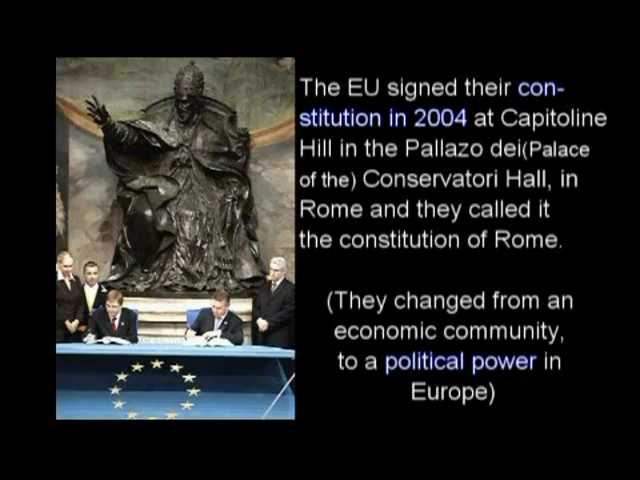 The EU signed their con-
stitution in 2004 at Capitoline
Hill in the Pallazo dei(Palace
of the) Conservatori Hall, in
Rome and they called it
the constitution of Rome.
(They changed from an
economic community,
to a political power in
Europe)